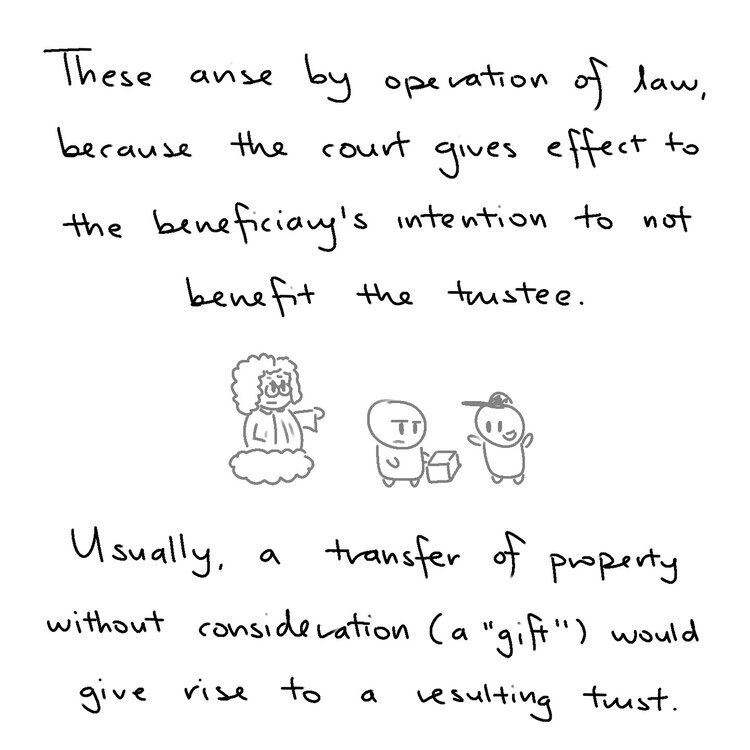 These arise by operation of law,
because the court gives effect to
the beneficiary's intention to not
benefit the trustee.
Usually, a transfer of property
without consideration (a "gift") would
give rise to a resulting trust.